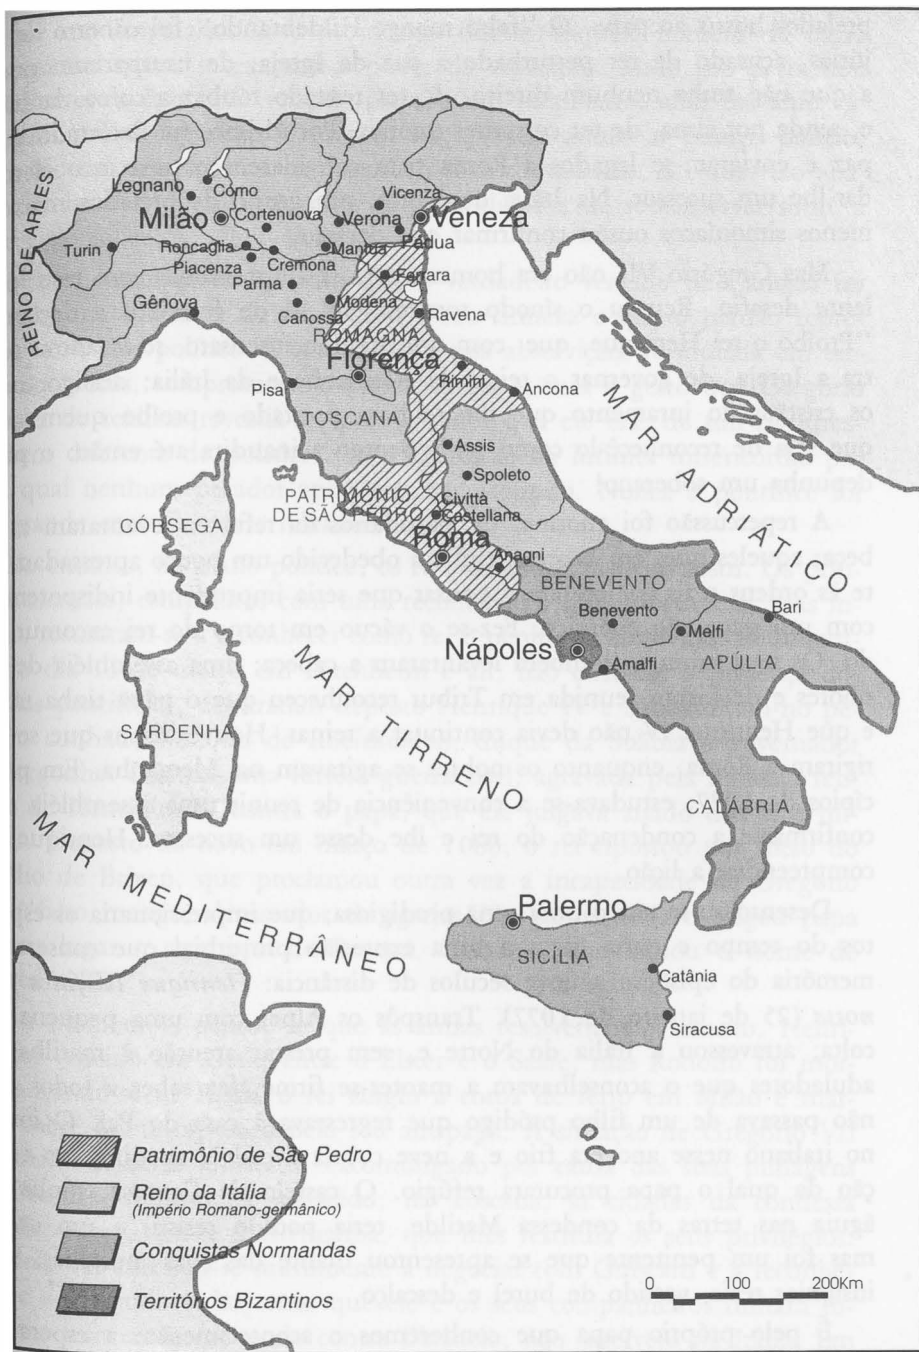 REINO DE ARLES
Legnano
Como
Milão
Cortenuova
Vicenza
Verona
Veneza
Pádua
Turin
Roncaglia
Piacenza
Cremona
Mantua
Ferrara
Parma
Gênova
Canossa
Modena
Ravena
ROMAGNA
Florença
Pisa
Rimini
Ancona
TOSCANA
Assis
Spoleto
PATRIMÔNIO
DE SÃO PEDRO
Civittà
Castellana
CÓRSEGA
Roma
Anagni
MAR ADRIÁTICO
BENEVENTO
Benevento
Bari
Melfi
Nápoles
Amalfi
APÚLIA
MAR TIRRENO
SARDENHA
CALÁBRIA
MAR MEDITERRÂNEO
Palermo
SICÍLIA
Catânia
Siracusa
Patrimônio de São Pedro
Reino da Itália
(Império Romano-germânico)
Conquistas Normandas
Territórios Bizantinos
0 100 200Km